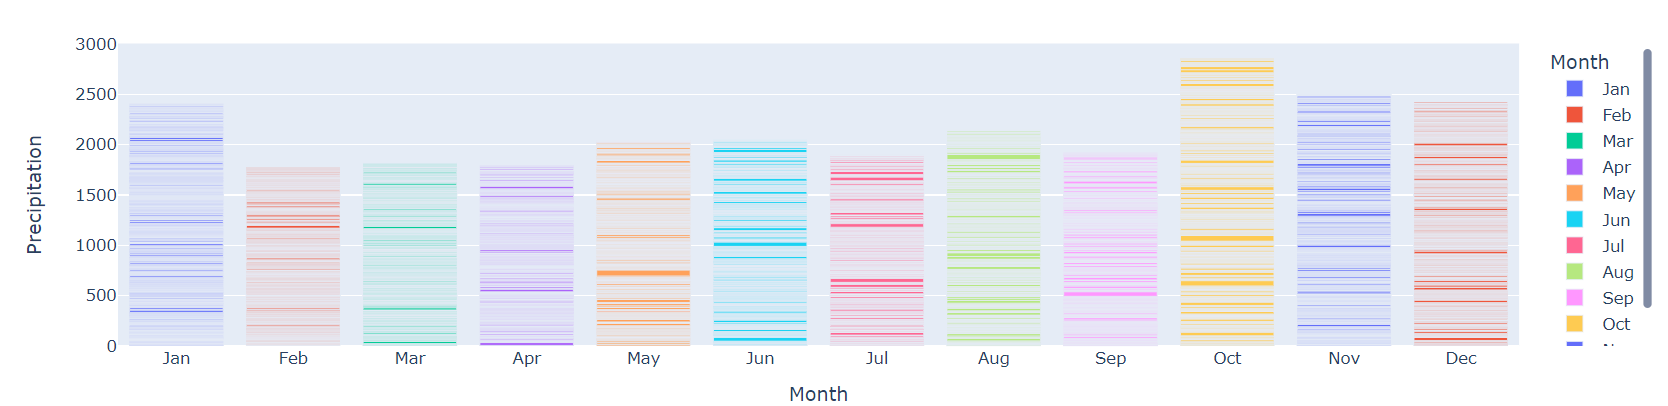 3000
2500
2000
1500
1000
500
0
Precipitation
Jan Feb Mar Apr May Jun Jul Aug Sep Oct Nov Dec
Month
Month
Jan
Feb
Mar
Apr
May
Jun
Jul
Aug
Sep
Oct